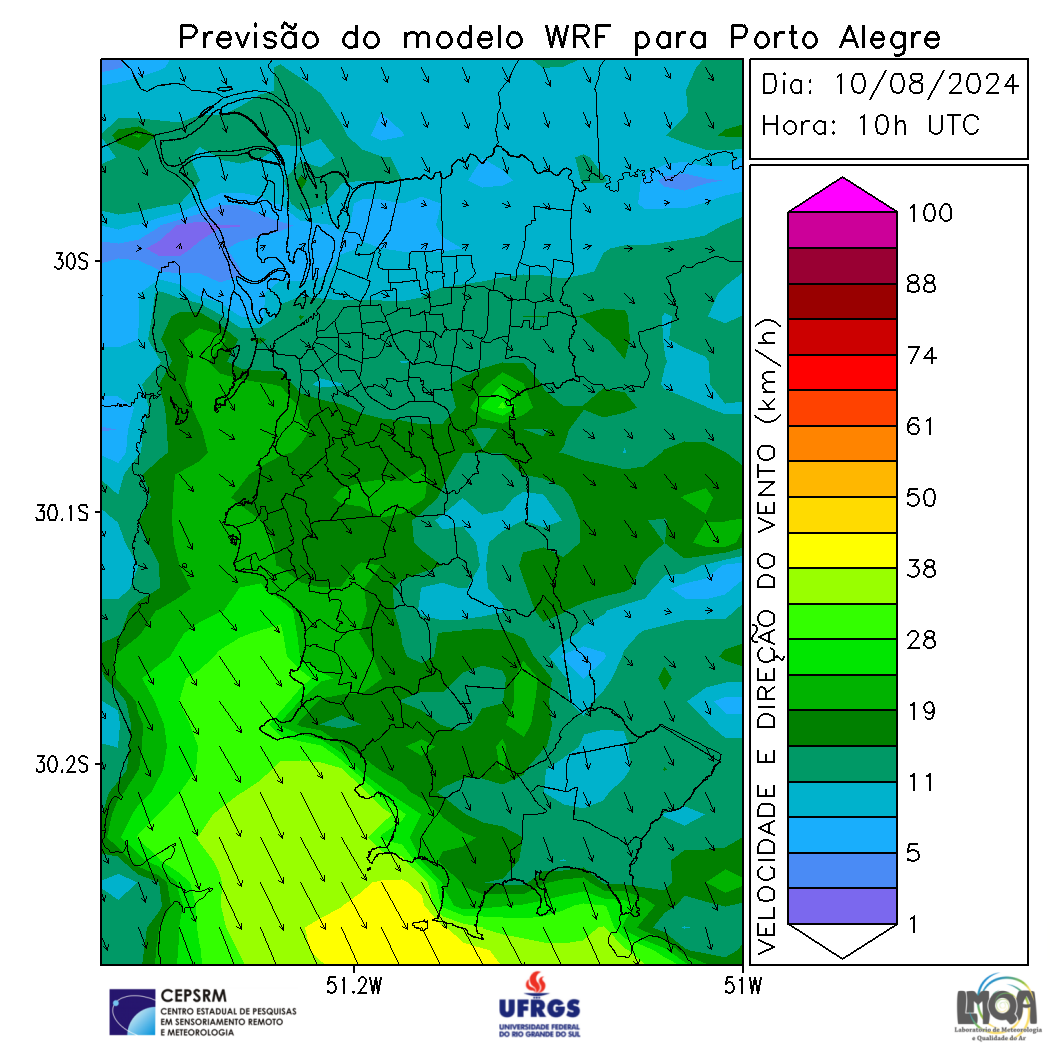 Previsão do modelo WRF para Porto Alegre
Dia: 10/08/2024
Hora: 10h UTC
30S
30.1S
30.2S
51.2W
51W
VELOCIDADE E DIREÇÃO DO VENTO (km/h)
100
88
74
61
50
38
28
19
11
5
1
CEPSRM
CENTRO ESTADUAL DE PESQUISAS
EM SENSORIAMENTO REMOTO
E METEOROLOGIA
UFRGS
UNIVERSIDADE FEDERAL
DO RIO GRANDE DO SUL
LMQA
Laboratório de Meteorologia
e Qualidade do Ar